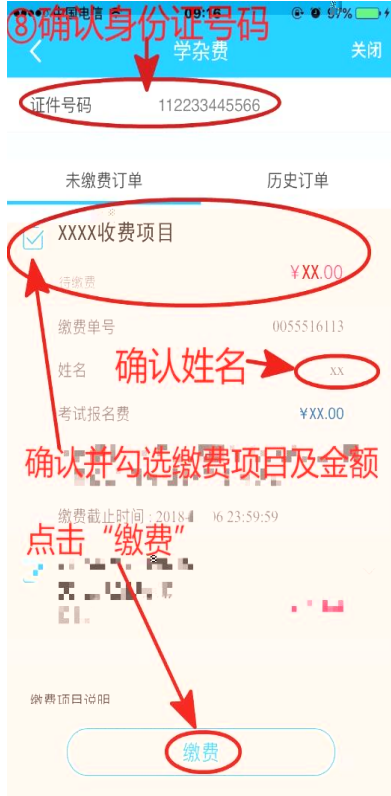 中国电信 09:16 97%
⑧确认身份证号码
学杂费 关闭
证件号码 112233445566
未缴费订单 历史订单
XXXX收费项目
待缴费 ¥XX.00
缴费单号 0055516113
姓名 确认姓名 xx
考试报名费 ¥XX.00
确认并勾选缴费项目及金额
缴费截止时间 : 2018-4 06 23:59:59
点击“缴费”
缴费项目说明
缴费